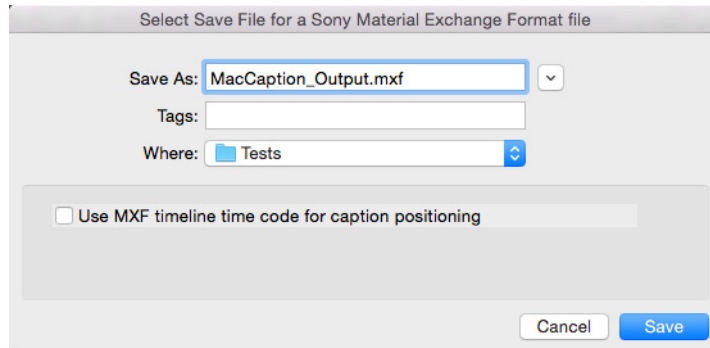 Select Save File for a Sony Material Exchange Format file
Save As: MacCaption_Output.mxf
Tags:
Where: Tests
Use MXF timeline time code for caption positioning
Cancel Save